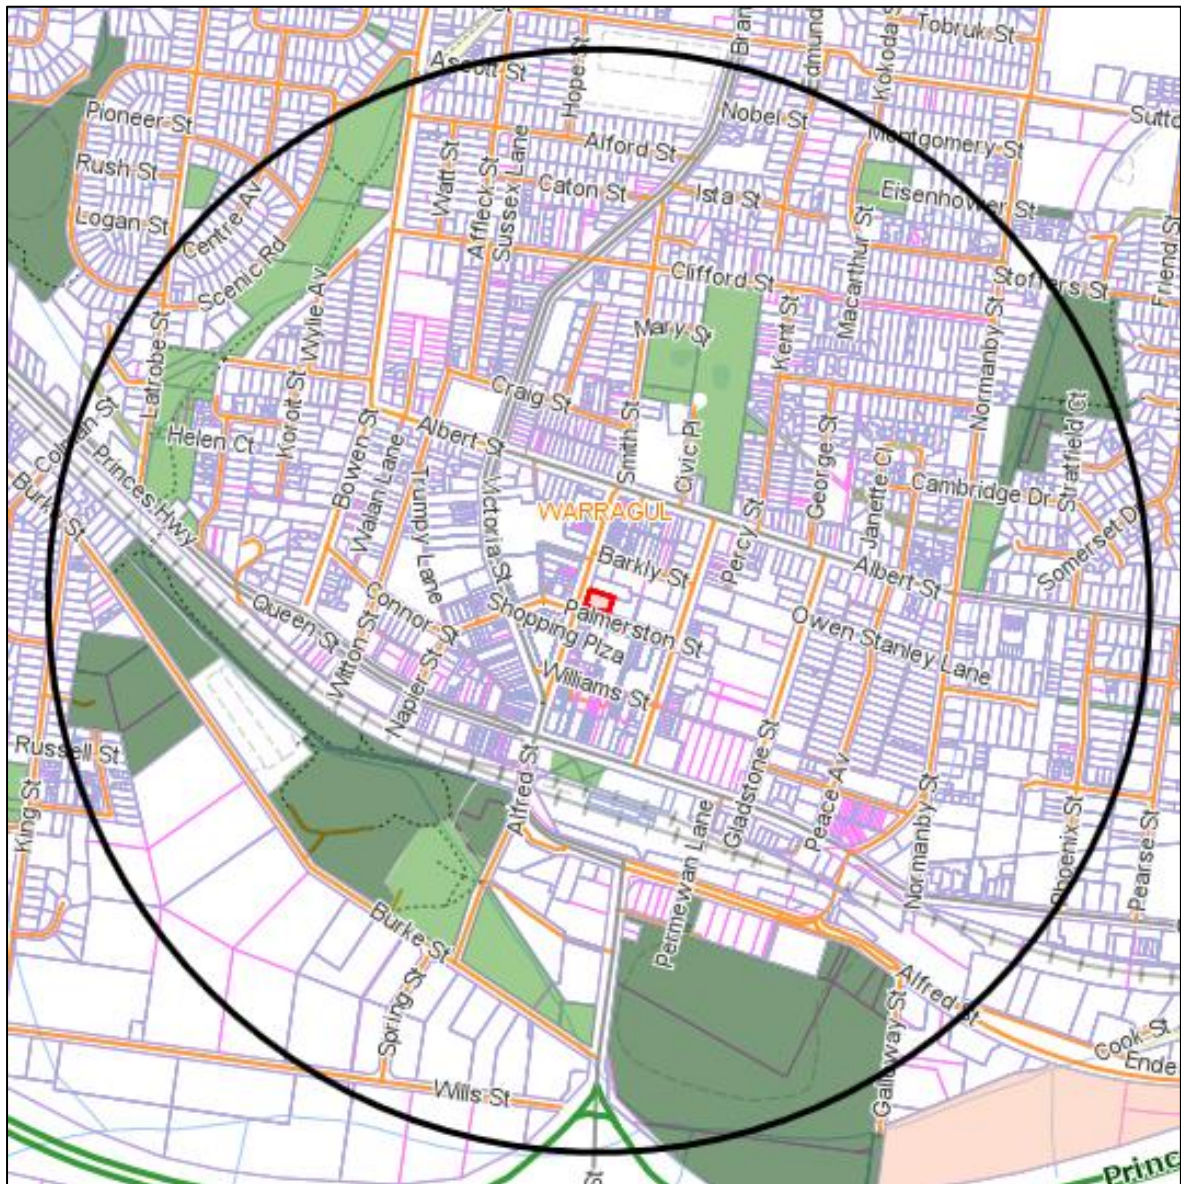 Tobruk St
Ascott St
Hope St
Nobel St
Pioneer St
Montgomery St
Alford St
Watt St
Affleck St
Sussex Lane
Rush St
Caton St
Ista St
Eisenhower St
Logan St
Centre Av
Friend St
Scenic Rd
Clifford St
Macarthur St
Stoffers St
Wylie Av
Mary St
Kent St
Normanby St
Latrobe St
Korott St
Craig St
Smith St
Civic Pl
George St
Stratfield Ct
Colman St
Helen Ct
Bowen St
Albert St
Walan Lane
Trumby Lane
Victoria St
Janette Ct
Cambridge Dr
Burke St
Princes Hwy
WARRAGUL
Somerset Dr
Percy St
Barkly St
Albert St
Connor St
Queen St
Shopping Plza
Palmerston St
Owen Stanley Lane
Witton St
Napier St
Williams St
Russell St
Alfred St
Gladstone St
Peace Av
King St
Permewan Lane
Normanby St
Phoenix St
Pearse St
Burke St
Spring St
Alfred St
Galloway St
Cook St
Ende
Willis St
Princ
St